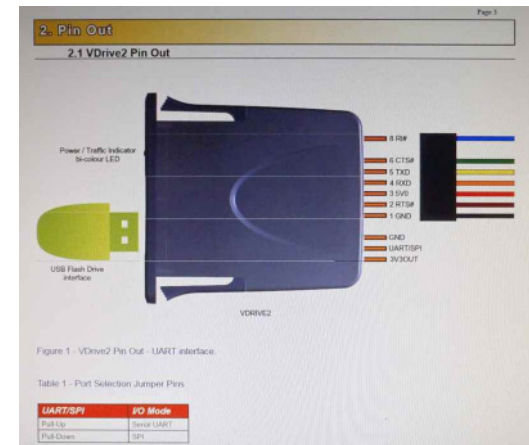 Page 3
2. Pin Out
2.1 VDrive2 Pin Out
Power / Traffic Indicator
bi-colour LED
8 RI#
6 CTS#
5 TXD
4 RXD
3 5V0
2 RTS#
1 GND
GND
UART/SPI
3V3OUT
USB Flash Drive
interface
VDRIVE2
Figure 1 - VDrive2 Pin Out - UART interface.
Table 1 - Port Selection Jumper Pins
UART/SPI I/O Mode
Pull-Up Serial UART
Pull-Down SPI